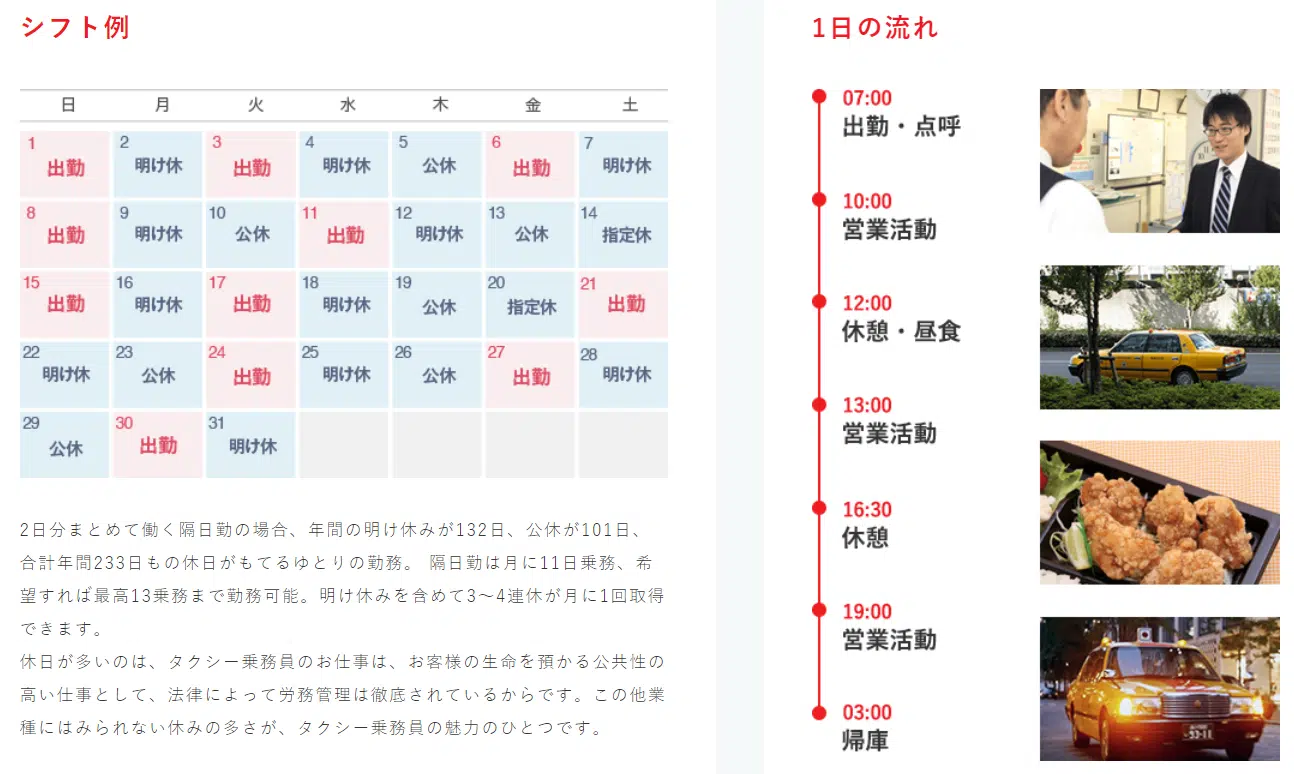 シフト例
日 月 火 水 木 金 土
1 出勤 2 明け休 3 出勤 4 明け休 5 公休 6 出勤 7 明け休
8 出勤 9 明け休 10 公休 11 出勤 12 明け休 13 公休 14 指定休
15 出勤 16 明け休 17 出勤 18 明け休 19 公休 20 指定休 21 出勤
22 明け休 23 公休 24 出勤 25 明け休 26 公休 27 出勤 28 明け休
29 公休 30 出勤 31 明け休
2日分まとめて働く隔日勤の場合、年間の明け休みが132日、公休が101日、
合計年間233日もの休日がもてるゆとりの勤務。 隔日勤は月に11日乗務、希
望すれば最高13乗務まで勤務可能。明け休みを含めて3〜4連休が月に1回取得
できます。
休日が多いのは、タクシー乗務員のお仕事は、お客様の生命を預かる公共性の
高い仕事として、法律によって労務管理は徹底されているからです。この他業
種にはみられない休みの多さが、タクシー乗務員の魅力のひとつです。
1日の流れ
07:00
出勤・点呼
10:00
営業活動
12:00
休憩・昼食
13:00
営業活動
16:30
休憩
19:00
営業活動
03:00
帰庫